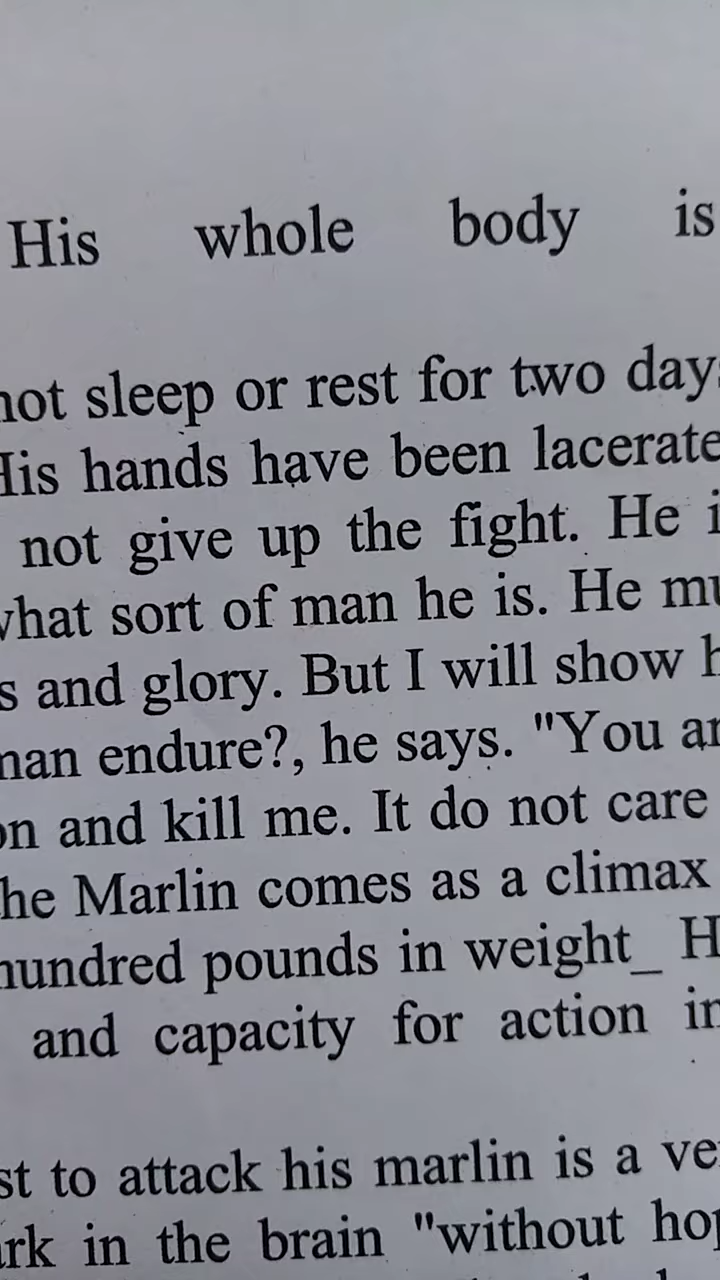 His whole body is
not sleep or rest for two days
His hands have been lacerate
not give up the fight. He i
what sort of man he is. He mu
s and glory. But I will show h
man endure?, he says. "You ar
on and kill me. It do not care
he Marlin comes as a climax
hundred pounds in weight_ H
and capacity for action in
st to attack his marlin is a ve
ark in the brain "without hop